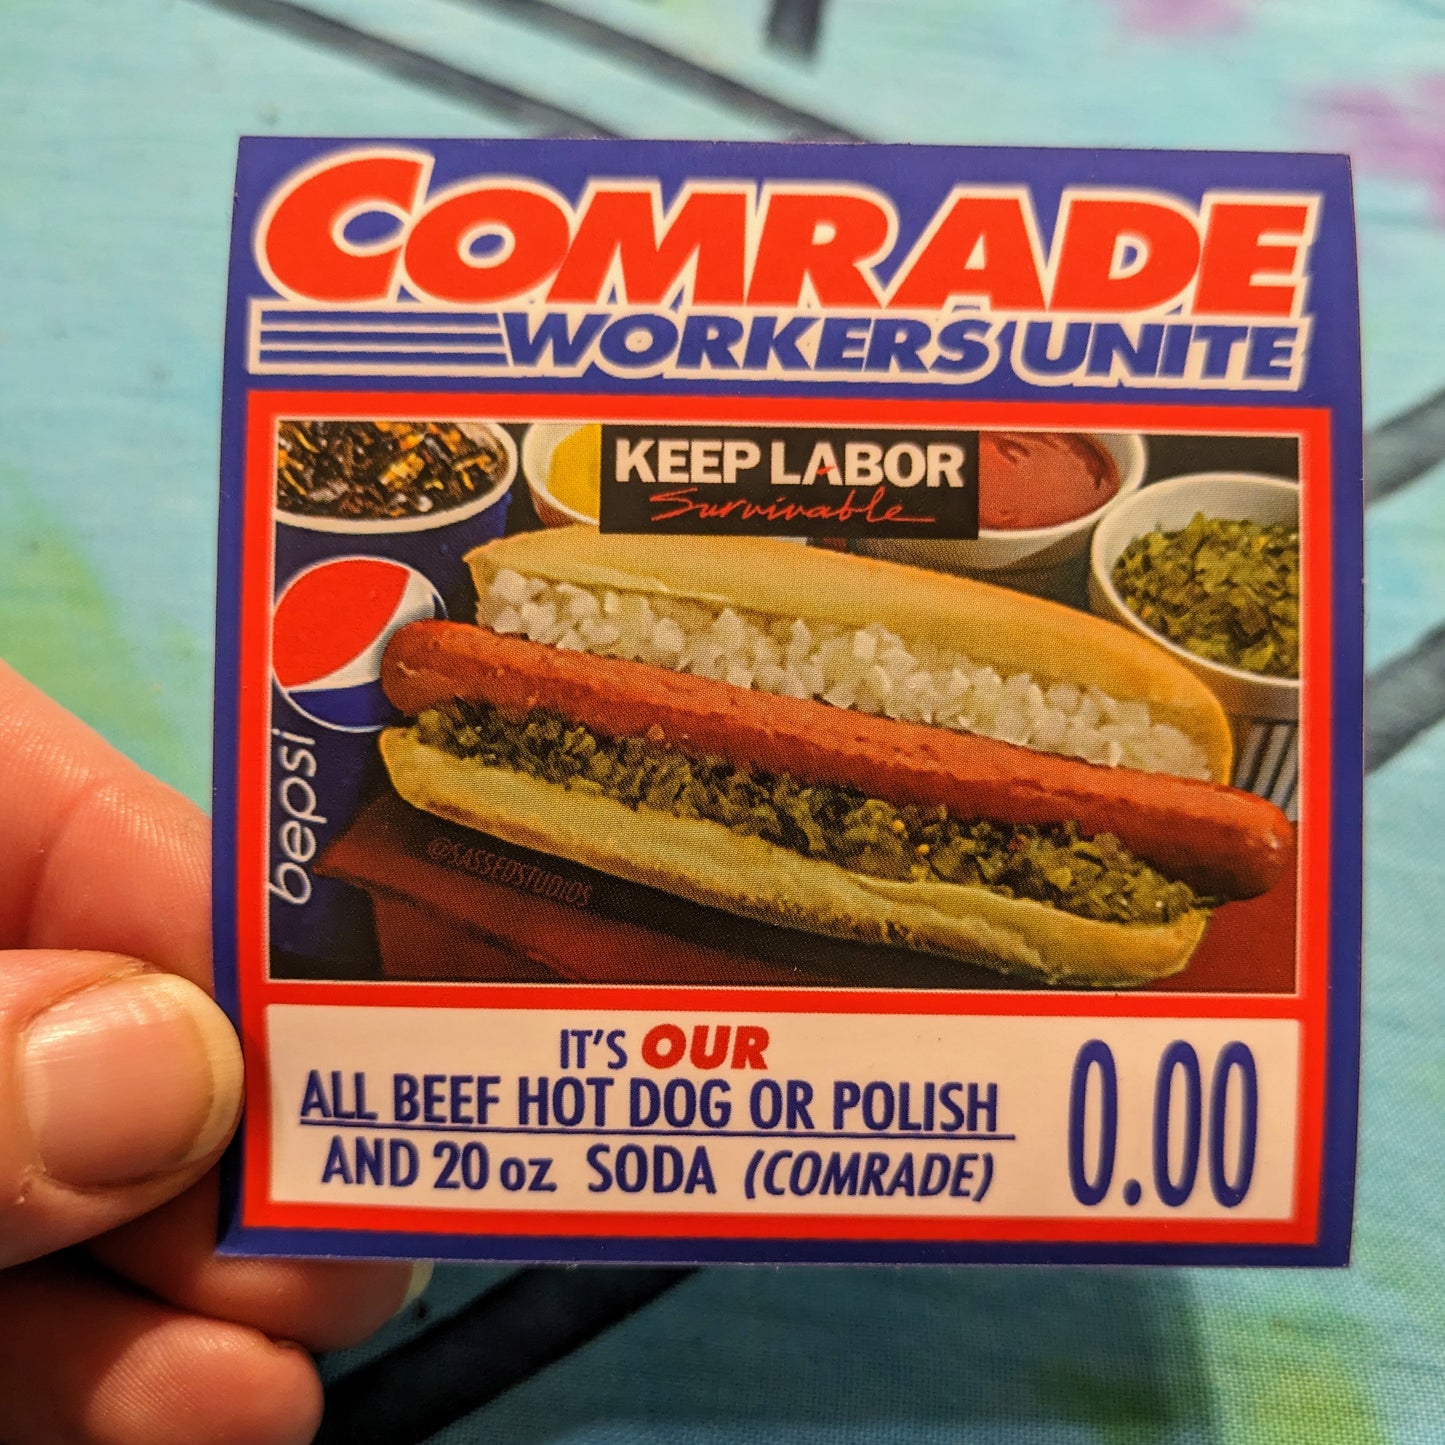 COMRADE
WORKERS UNITE
KEEP LABOR
Survivable
bepsi
@SASSEDSTUDIOS
IT'S OUR
ALL BEEF HOT DOG OR POLISH
AND 20 oz. SODA (COMRADE)
0.00